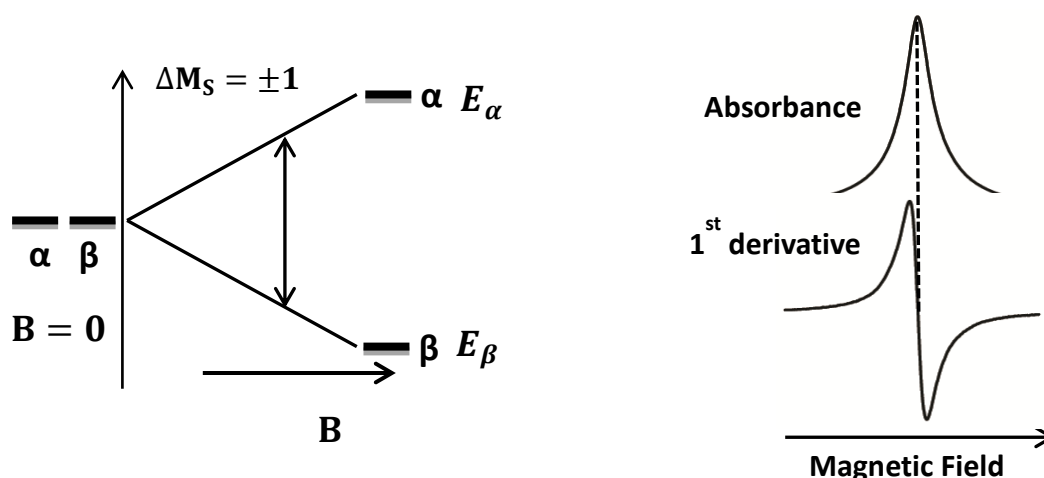 ΔM_S = ±1
α E_α
α β
B = 0
β E_β
B
Absorbance
1st derivative
Magnetic Field